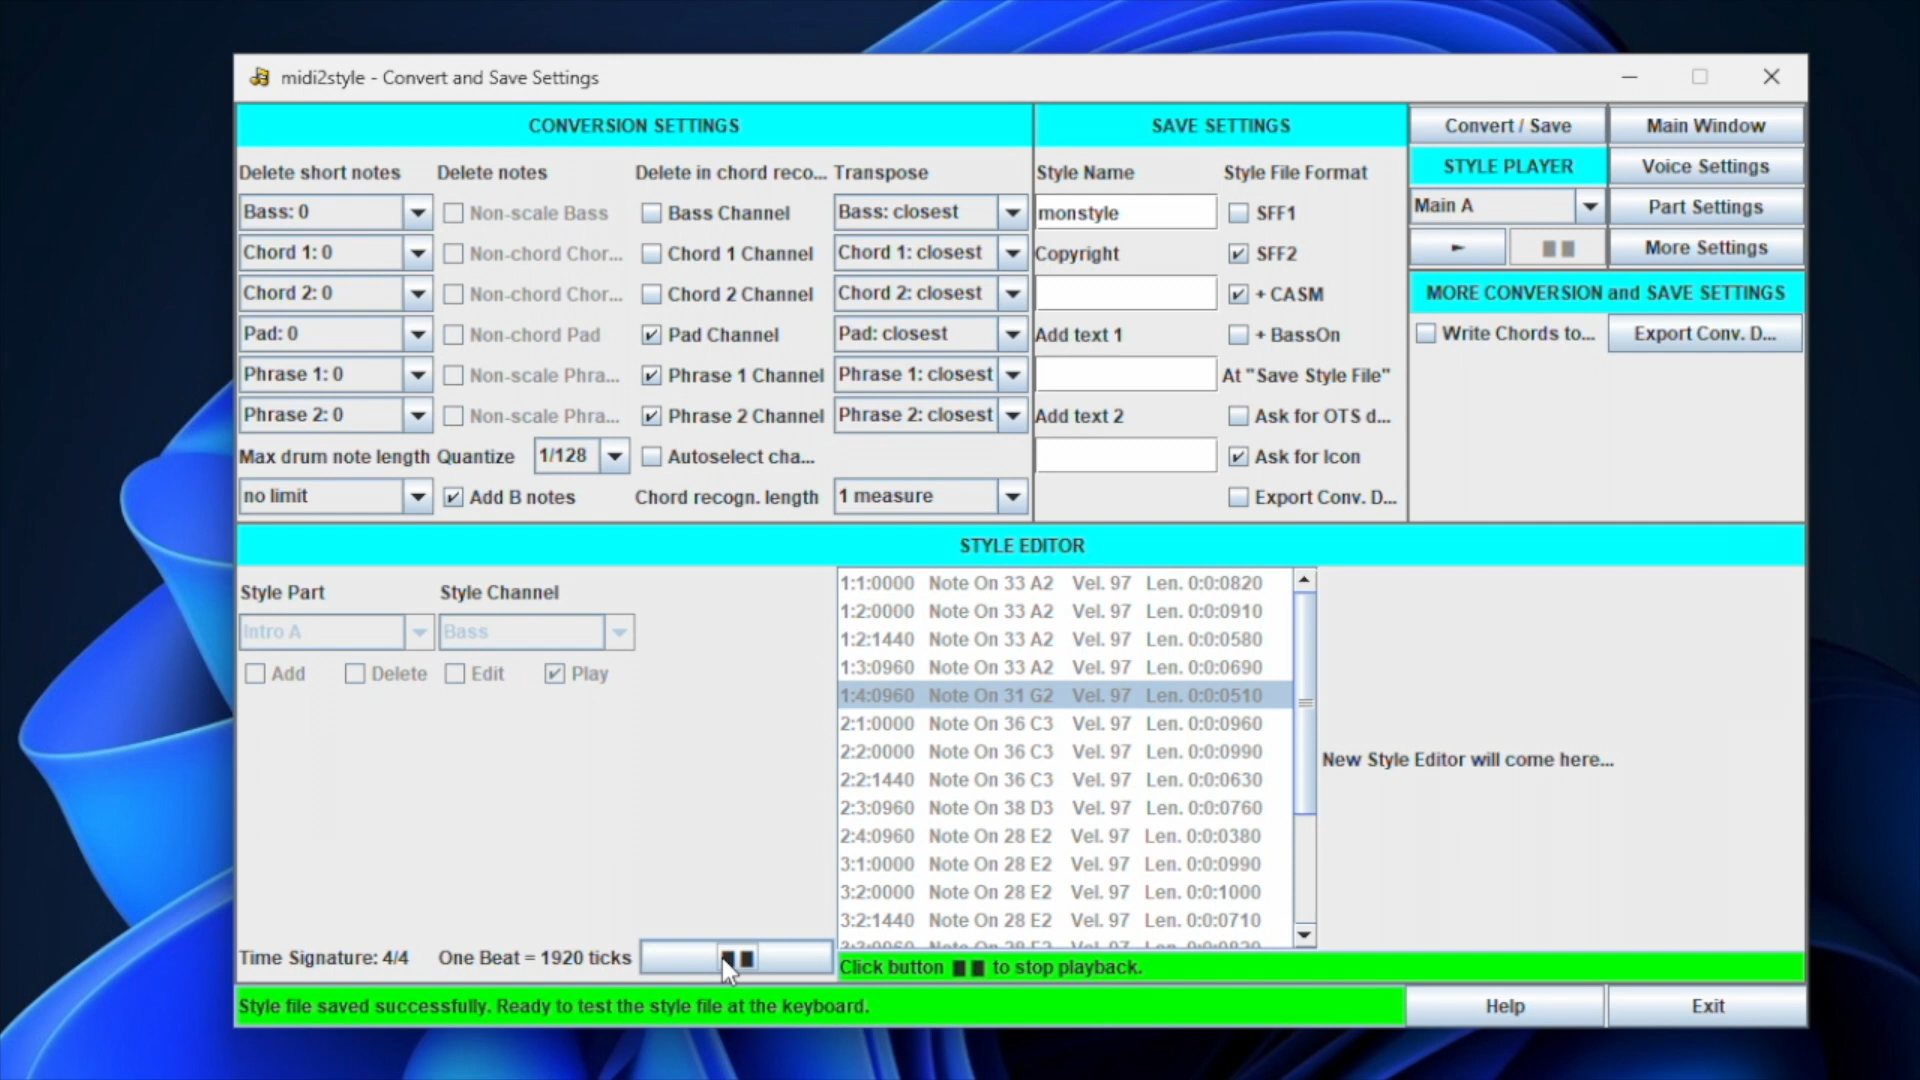 midi2style - Convert and Save Settings
CONVERSION SETTINGS
Delete short notes
Delete notes
Delete in chord reco...
Transpose
Bass: 0
Non-scale Bass
Bass Channel
Bass: closest
Chord 1: 0
Non-chord Chor...
Chord 1 Channel
Chord 1: closest
Chord 2: 0
Non-chord Chor...
Chord 2 Channel
Chord 2: closest
Pad: 0
Non-chord Pad
Pad Channel
Pad: closest
Phrase 1: 0
Non-scale Phra...
Phrase 1 Channel
Phrase 1: closest
Phrase 2: 0
Non-scale Phra...
Phrase 2 Channel
Phrase 2: closest
Max drum note length
Quantize
1/128
Autoselect cha...
no limit
Add B notes
Chord recogn. length
1 measure
SAVE SETTINGS
Style Name
Style File Format
monstyle
SFF1
Copyright
SFF2
+ CASM
Add text 1
+ BassOn
At "Save Style File"
Add text 2
Ask for OTS d...
Ask for Icon
Export Conv. D...
Convert / Save
Main Window
STYLE PLAYER
Voice Settings
Main A
Part Settings
More Settings
MORE CONVERSION and SAVE SETTINGS
Write Chords to...
Export Conv. D...
STYLE EDITOR
Style Part
Style Channel
Intro A
Bass
Add
Delete
Edit
Play
1:1:0000 Note On 33 A2 Vel. 97 Len. 0:0:0820
1:2:0000 Note On 33 A2 Vel. 97 Len. 0:0:0910
1:2:1440 Note On 33 A2 Vel. 97 Len. 0:0:0580
1:3:0960 Note On 33 A2 Vel. 97 Len. 0:0:0690
1:4:0960 Note On 31 G2 Vel. 97 Len. 0:0:0510
2:1:0000 Note On 36 C3 Vel. 97 Len. 0:0:0960
2:2:0000 Note On 36 C3 Vel. 97 Len. 0:0:0990
2:2:1440 Note On 36 C3 Vel. 97 Len. 0:0:0630
2:3:0960 Note On 38 D3 Vel. 97 Len. 0:0:0760
2:4:0960 Note On 28 E2 Vel. 97 Len. 0:0:0380
3:1:0000 Note On 28 E2 Vel. 97 Len. 0:0:0990
3:2:0000 Note On 28 E2 Vel. 97 Len. 0:0:1000
3:2:1440 Note On 28 E2 Vel. 97 Len. 0:0:0710
New Style Editor will come here...
Time Signature: 4/4
One Beat = 1920 ticks
Click button to stop playback.
Style file saved successfully. Ready to test the style file at the keyboard.
Help
Exit